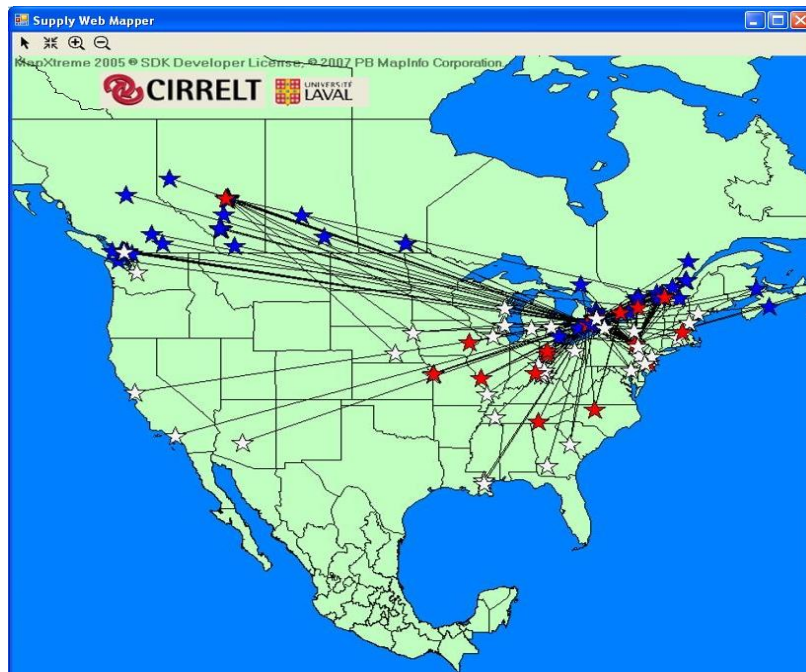 Supply Web Mapper
MapXtreme 2005 ® SDK Developer License, © 2007 PB MapInfo Corporation.
CIRRELT
UNIVERSITÉ
LAVAL